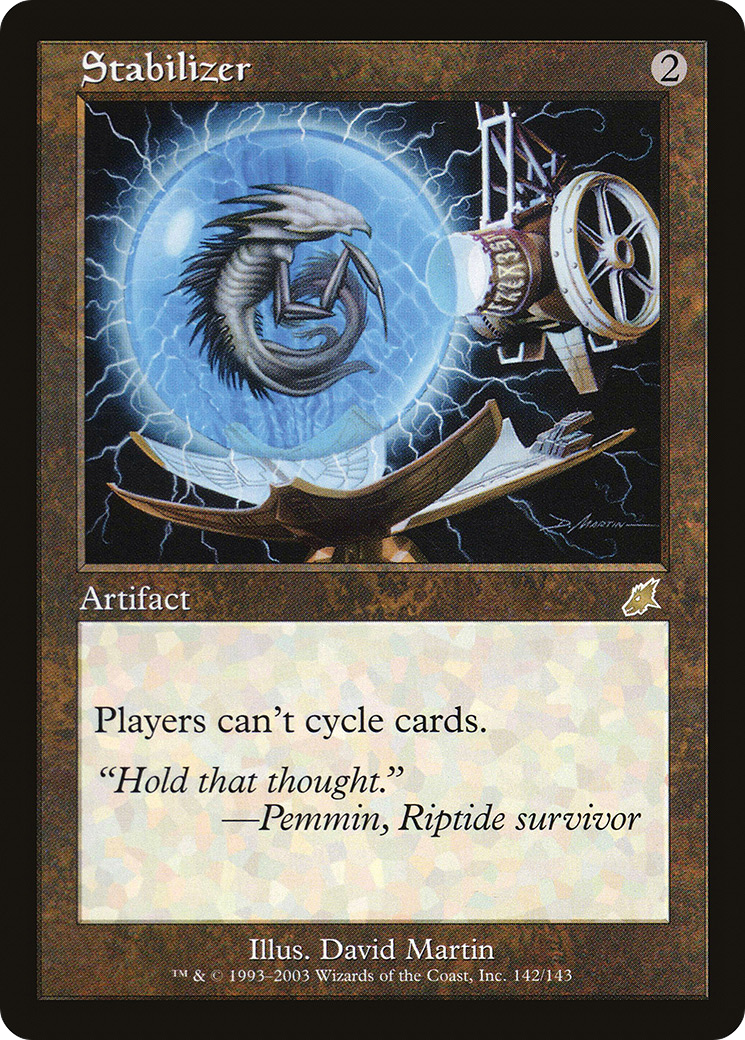 Stabilizer
2
D. MARTIN
Artifact
Players can't cycle cards.
“Hold that thought.”
—Pemmin, Riptide survivor
Illus. David Martin
™ & © 1993–2003 Wizards of the Coast, Inc. 142/143